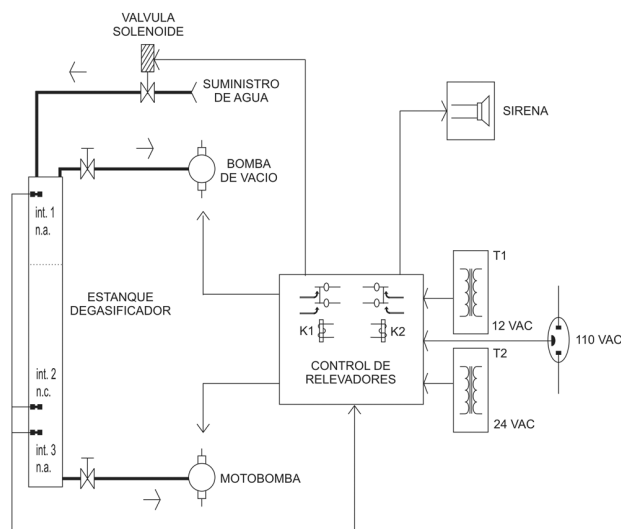 VALVULA
SOLENOIDE
SUMINISTRO
DE AGUA
SIRENA
BOMBA
DE VACIO
int. 1
n.a.
T1
ESTANQUE
DEGASIFICADOR
K1
K2
12 VAC
110 VAC
CONTROL DE
RELEVADORES
T2
int. 2
n.c.
24 VAC
int. 3
n.a.
MOTOBOMBA